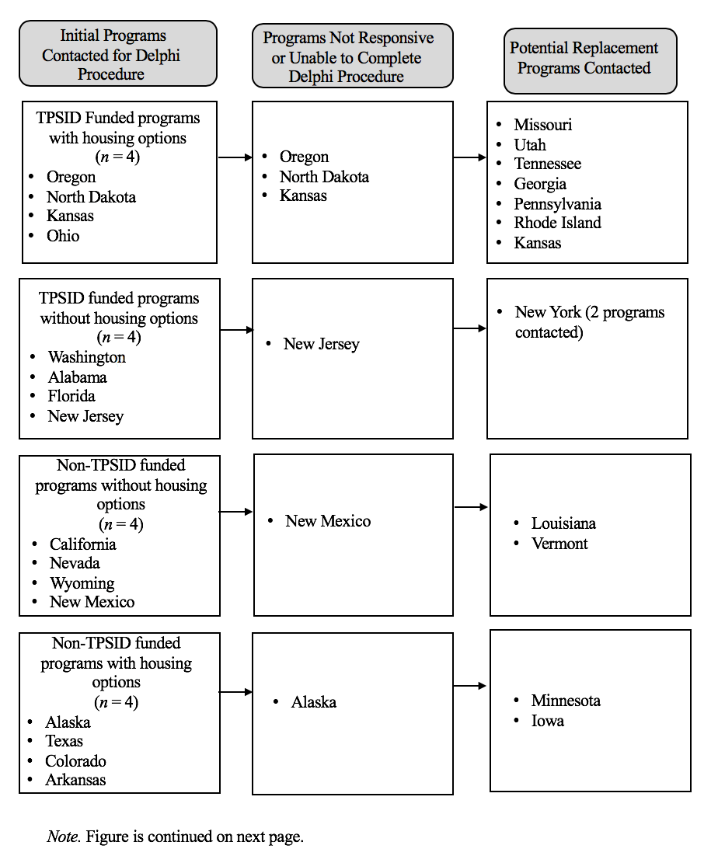 Initial Programs
Contacted for Delphi
Procedure
Programs Not Responsive
or Unable to Complete
Delphi Procedure
Potential Replacement
Programs Contacted
TPSID Funded programs
with housing options
(n = 4)
• Oregon
• North Dakota
• Kansas
• Ohio
• Oregon
• North Dakota
• Kansas
• Missouri
• Utah
• Tennessee
• Georgia
• Pennsylvania
• Rhode Island
• Kansas
TPSID funded programs
without housing options
(n = 4)
• Washington
• Alabama
• Florida
• New Jersey
• New Jersey
• New York (2 programs
contacted)
Non-TPSID funded
programs without housing
options
(n = 4)
• California
• Nevada
• Wyoming
• New Mexico
• New Mexico
• Louisiana
• Vermont
Non-TPSID funded
programs with housing
options
(n = 4)
• Alaska
• Texas
• Colorado
• Arkansas
• Alaska
• Minnesota
• Iowa
Note. Figure is continued on next page.